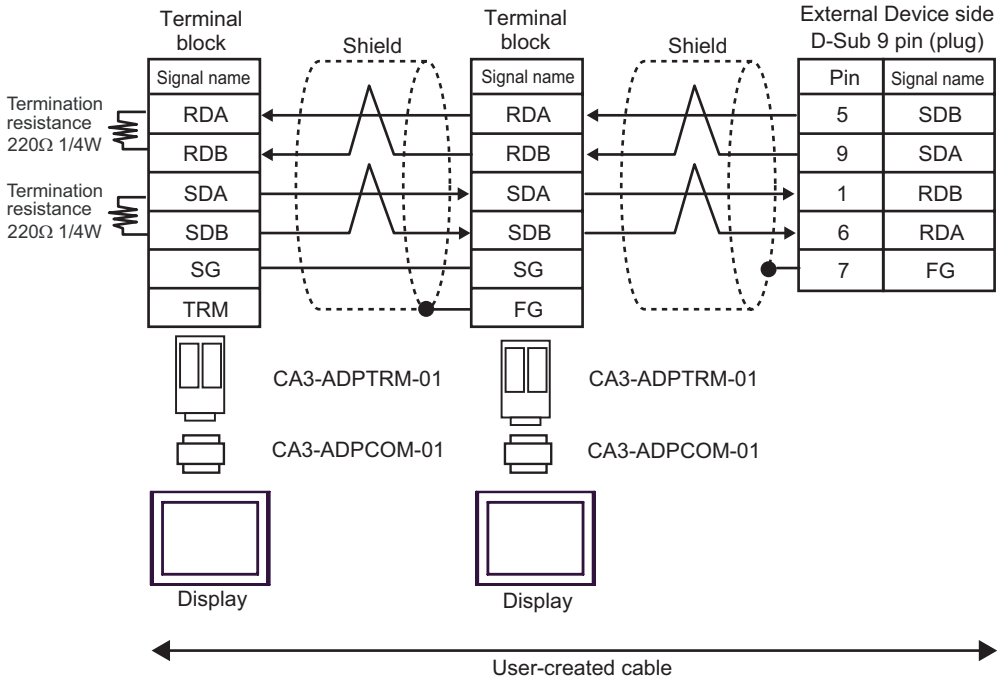 Terminal
block
Shield
Terminal
block
Shield
External Device side
D-Sub 9 pin (plug)
Signal name
Signal name
Pin
Signal name
Termination
resistance
220Ω 1/4W
RDA
RDA
5
SDB
RDB
RDB
9
SDA
Termination
resistance
220Ω 1/4W
SDA
SDA
1
RDB
SDB
SDB
6
RDA
SG
SG
7
FG
TRM
FG
CA3-ADPTRM-01
CA3-ADPTRM-01
CA3-ADPCOM-01
CA3-ADPCOM-01
Display
Display
User-created cable